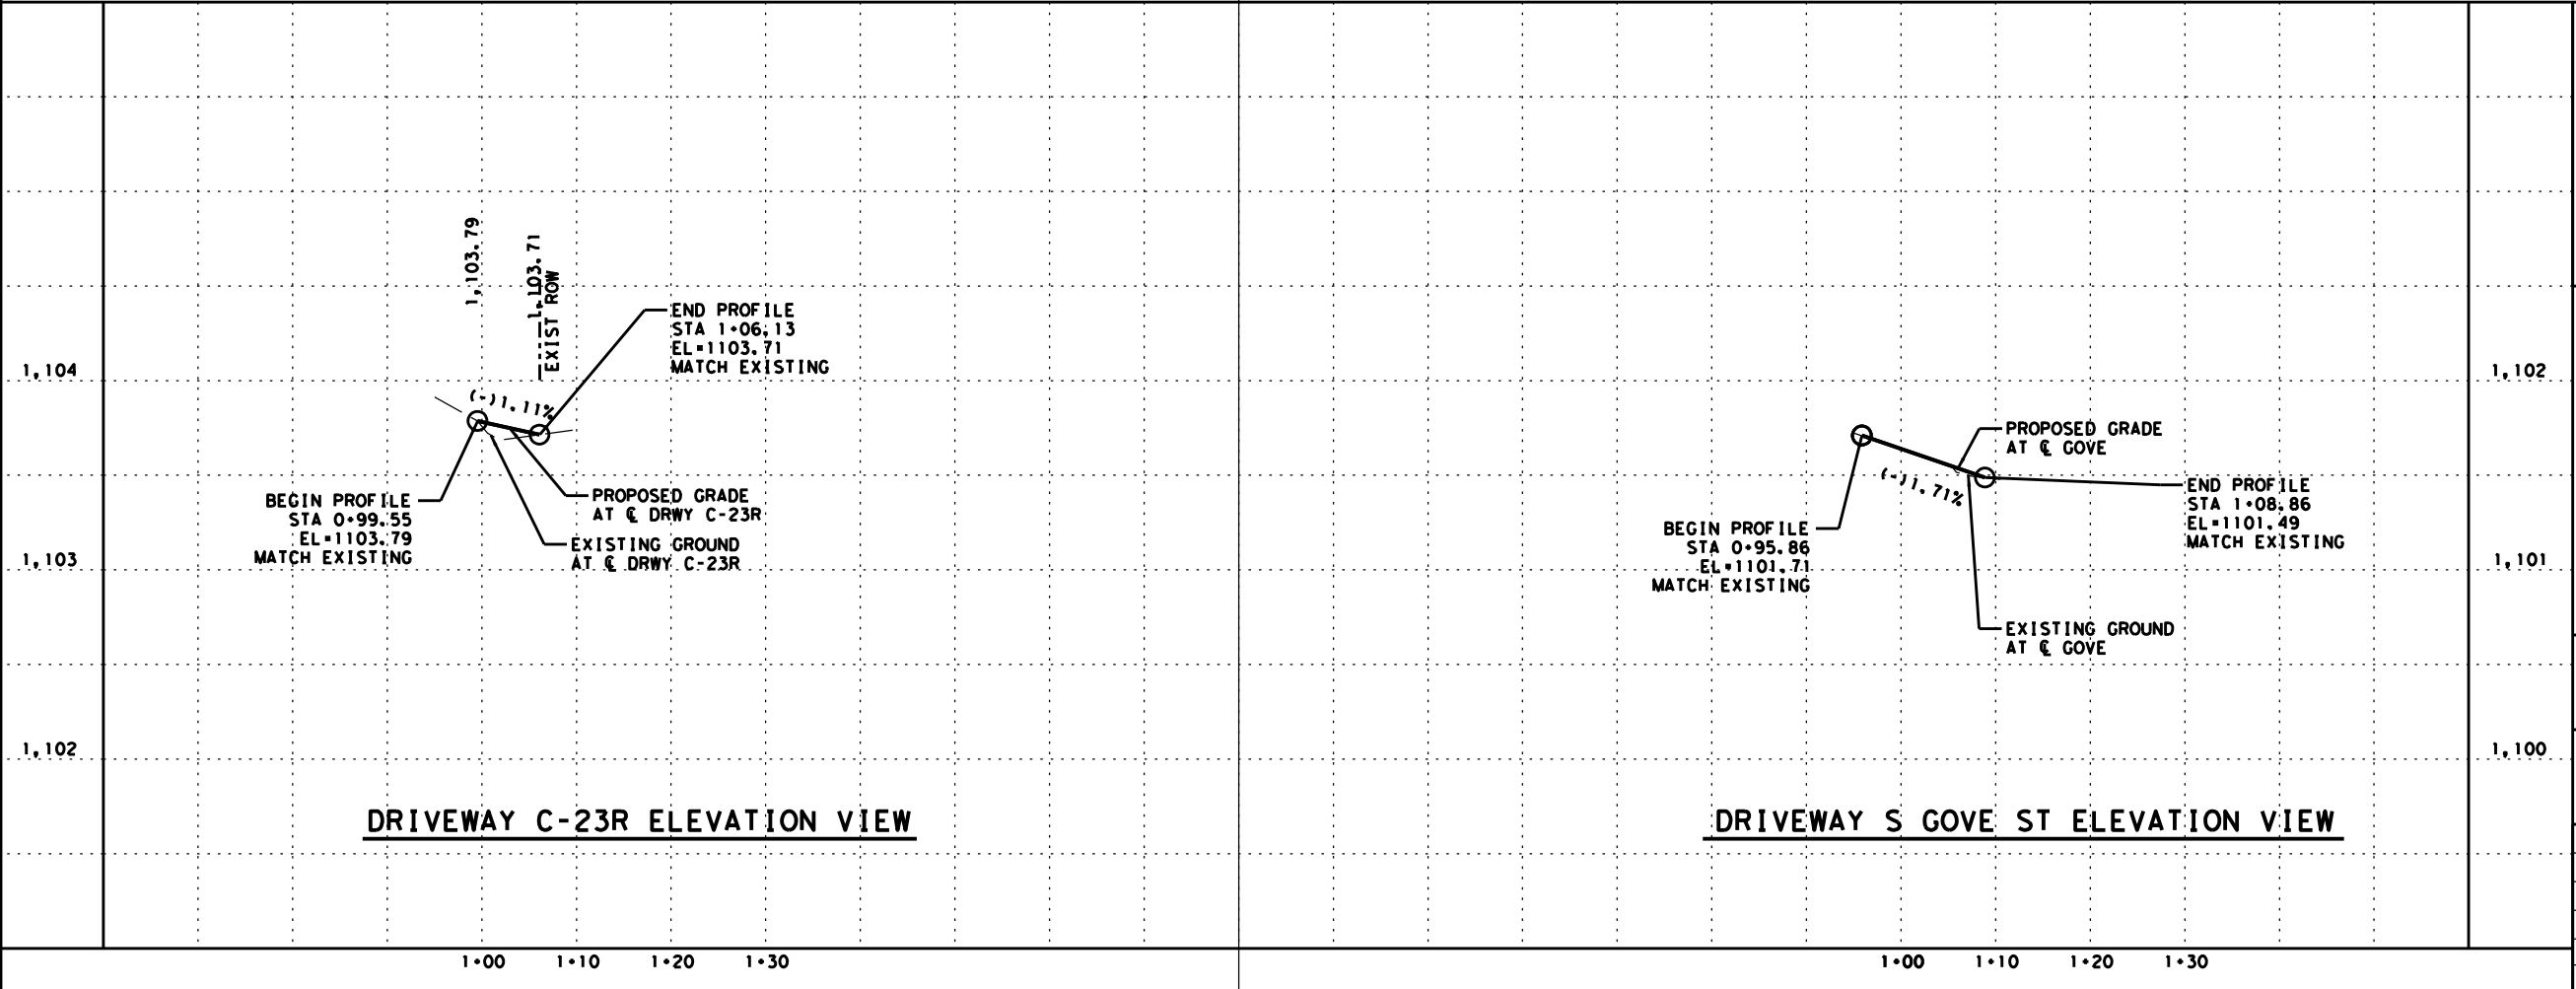 1,103.79
1,103.71
EXIST ROW
END PROFILE
STA 1+06.13
EL=1103.71
MATCH EXISTING
1,104
(-)1.11%
BEGIN PROFILE
STA 0+99.55
EL=1103.79
MATCH EXISTING
PROPOSED GRADE
AT ℄ DRWY C-23R
EXISTING GROUND
AT ℄ DRWY C-23R
1,103
1,102
DRIVEWAY C-23R ELEVATION VIEW
1+00 1+10 1+20 1+30
1,102
PROPOSED GRADE
AT ℄ GOVE
(-)1.71%
END PROFILE
STA 1+08.86
EL=1101.49
MATCH EXISTING
BEGIN PROFILE
STA 0+95.86
EL=1101.71
MATCH EXISTING
1,101
EXISTING GROUND
AT ℄ GOVE
1,100
DRIVEWAY S GOVE ST ELEVATION VIEW
1+00 1+10 1+20 1+30